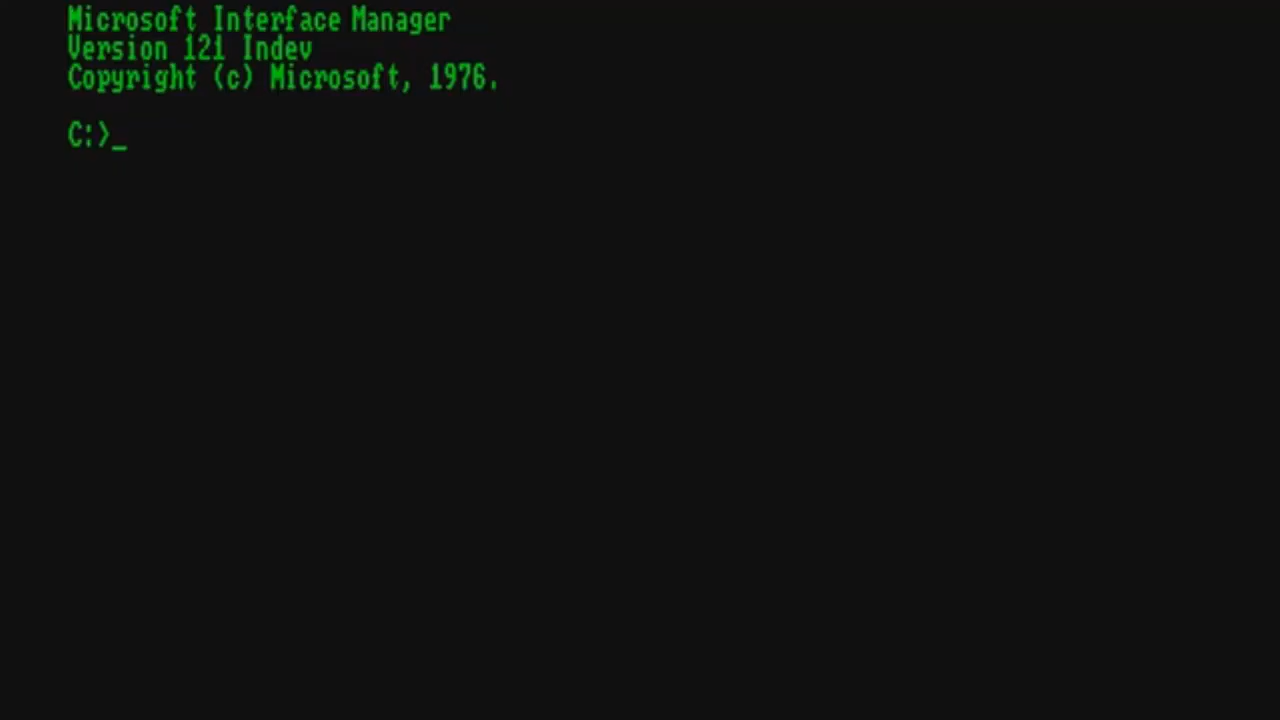 Microsoft Interface Manager
Version 121 Indev
Copyright (c) Microsoft, 1976.
C:>_